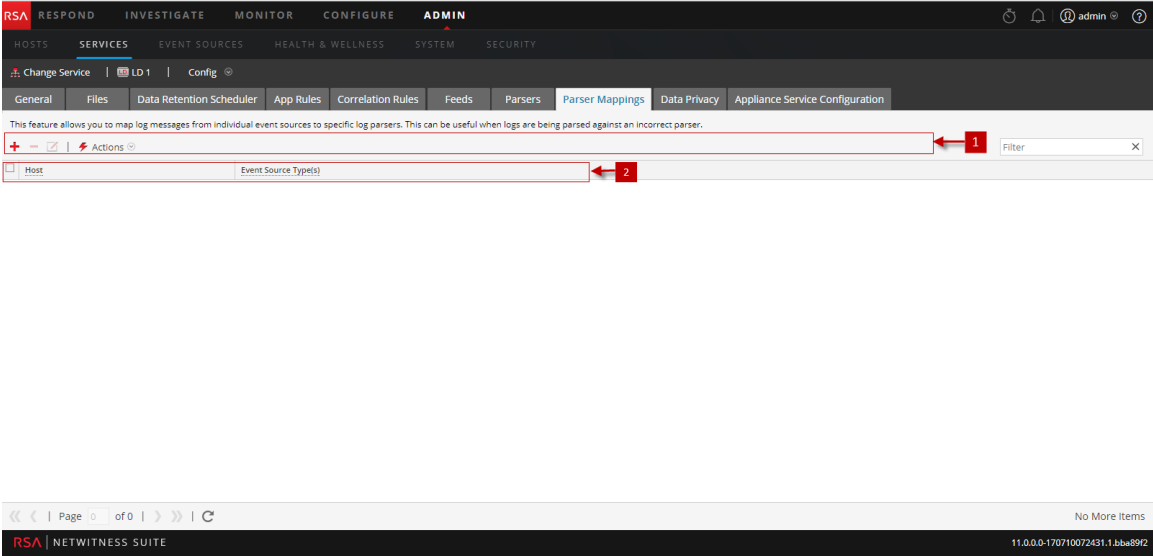 RSA RESPOND INVESTIGATE MONITOR CONFIGURE ADMIN admin ?
HOSTS SERVICES EVENT SOURCES HEALTH & WELLNESS SYSTEM SECURITY
Change Service | LD LD 1 | Config
General Files Data Retention Scheduler App Rules Correlation Rules Feeds Parsers Parser Mappings Data Privacy Appliance Service Configuration
This feature allows you to map log messages from individual event sources to specific log parsers. This can be useful when logs are being parsed against an incorrect parser.
Actions 1 Filter
Host Event Source Type(s) 2
Page 0 of 0 No More Items
RSA NETWITNESS SUITE 11.0.0.0-170710072431.1.bba89f2